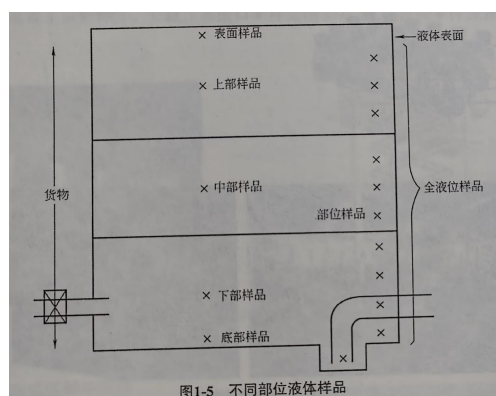 表面样品
液体表面
上部样品
货物
中部样品
全液位样品
部位样品
下部样品
底部样品
图1-5 不同部位液体样品